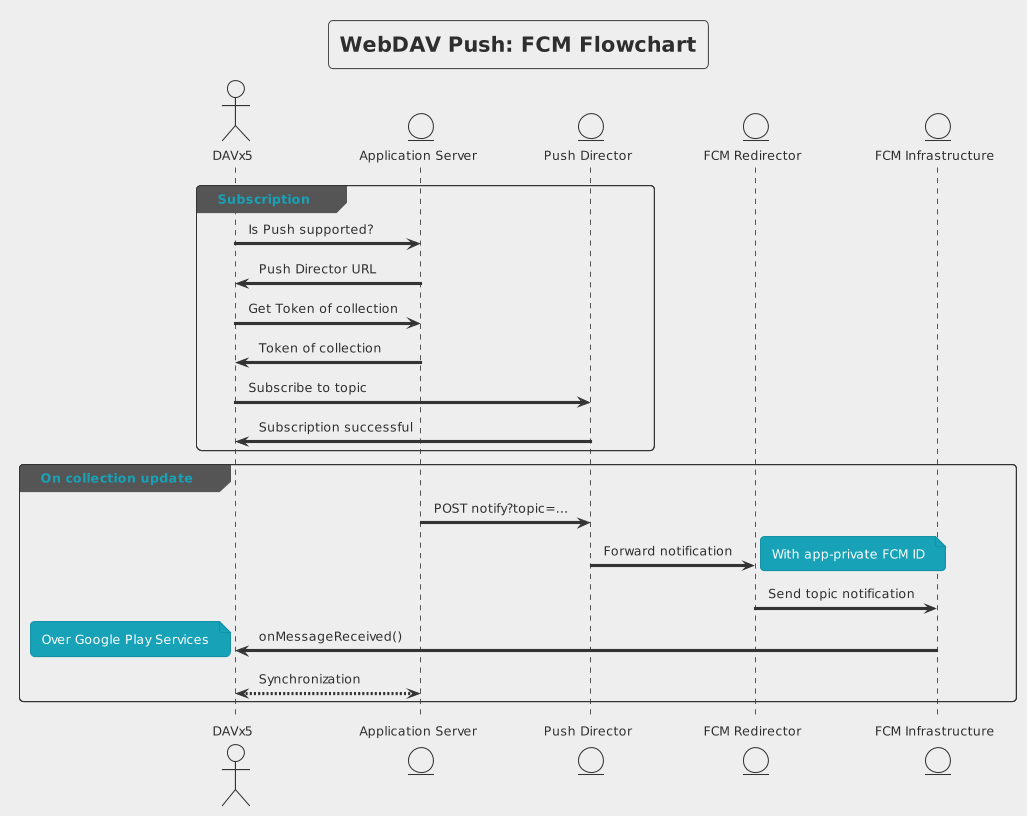 WebDAV Push: FCM Flowchart
DAVx5
Application Server
Push Director
FCM Redirector
FCM Infrastructure
Subscription
Is Push supported?
Push Director URL
Get Token of collection
Token of collection
Subscribe to topic
Subscription successful
On collection update
POST notify?topic=...
Forward notification
With app-private FCM ID
Send topic notification
Over Google Play Services
onMessageReceived()
Synchronization
DAVx5
Application Server
Push Director
FCM Redirector
FCM Infrastructure